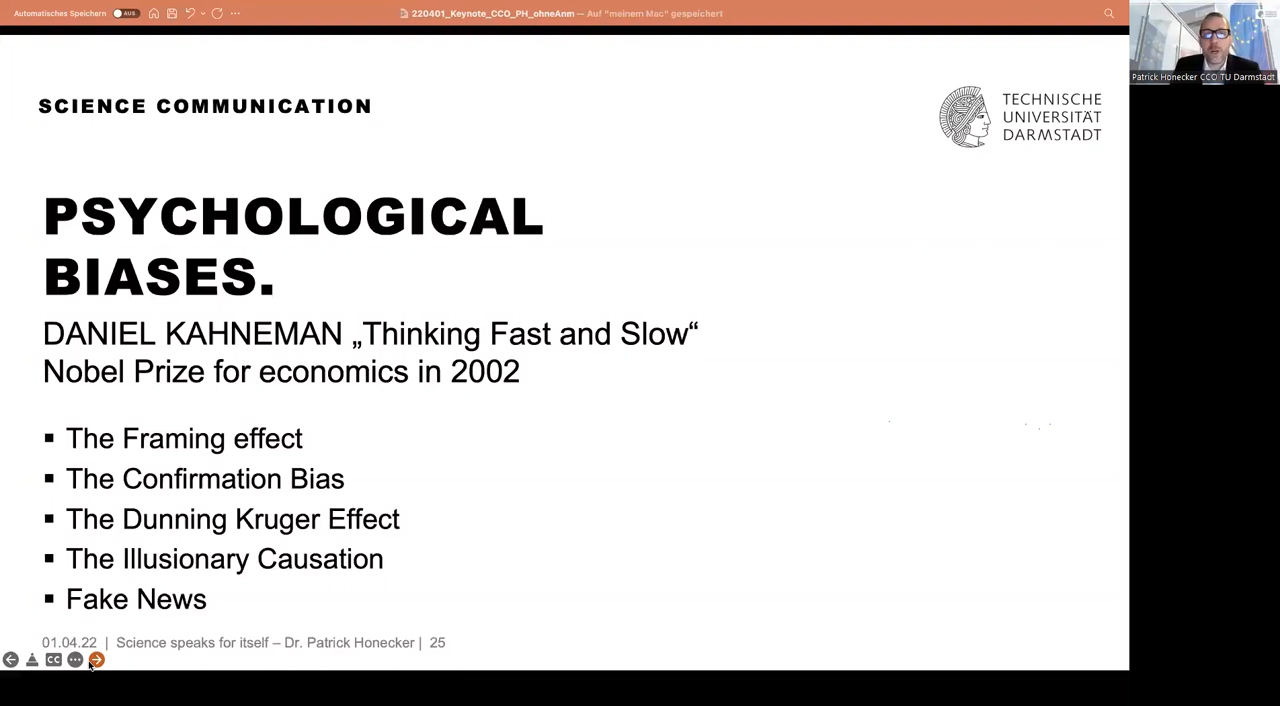 Automatisches Speichern AUS
220401_Keynote_CCO_PH_ohneAnm — Auf "meinem Mac" gespeichert
Patrick Honecker CCO TU Darmstadt
SCIENCE COMMUNICATION
TECHNISCHE
UNIVERSITÄT
DARMSTADT
PSYCHOLOGICAL
BIASES.
DANIEL KAHNEMAN „Thinking Fast and Slow“
Nobel Prize for economics in 2002
▪ The Framing effect
▪ The Confirmation Bias
▪ The Dunning Kruger Effect
▪ The Illusionary Causation
▪ Fake News
01.04.22 | Science speaks for itself – Dr. Patrick Honecker | 25
CC